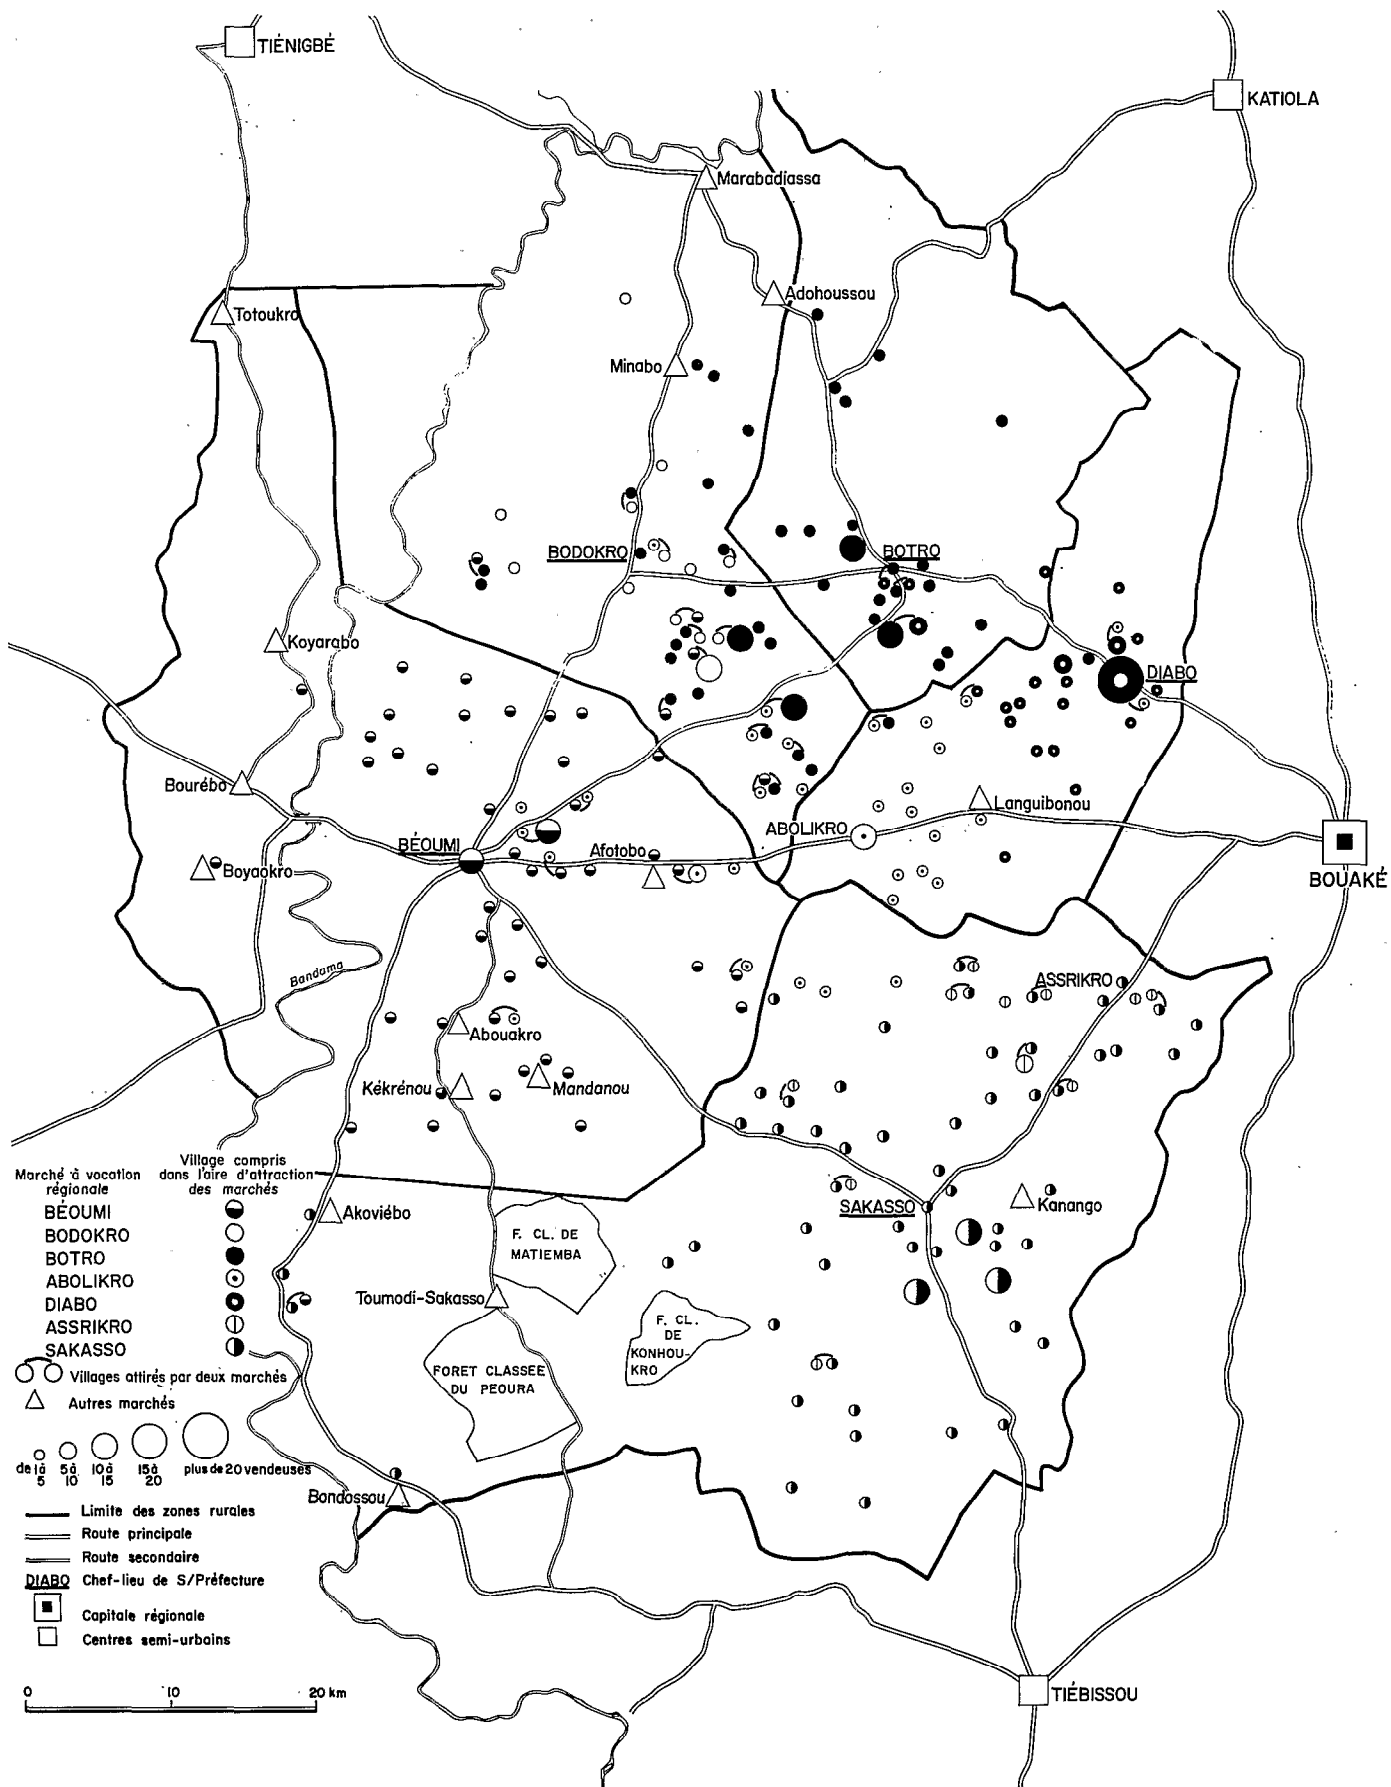 TIÉNIGBÉ
KATIOLA
Marabadiassa
Adohoussou
Totoukro
Minabo
BODOKRO
BOTRO
Koyarabo
DIABO
Bourébo
Languibonou
ABOLIKRO
BÉOUMI
Afotobo
Boyaokro
BOUAKÉ
Bandama
ASSRIKRO
Abouakro
Kékrénou
Mandanou
Marché à vocation
régionale
Village compris
dans l'aire d'attraction
des marchés
BÉOUMI
BODOKRO
BOTRO
ABOLIKRO
DIABO
ASSRIKRO
SAKASSO
Villages attirés par deux marchés
Autres marchés
de 1à
5
5à
10
10à
15
15à
20
plus de 20 vendeuses
Limite des zones rurales
Route principale
Route secondaire
DIABO Chef-lieu de S/Préfecture
Capitale régionale
Centres semi-urbains
0 10 20 km
Akoviébo
SAKASSO
Kanango
F. CL. DE
MATIEMBA
Toumodi-Sakasso
F. CL.
DE
KONHOU-
KRO
FORET CLASSEE
DU PEOURA
Bondossou
TIÉBISSOU